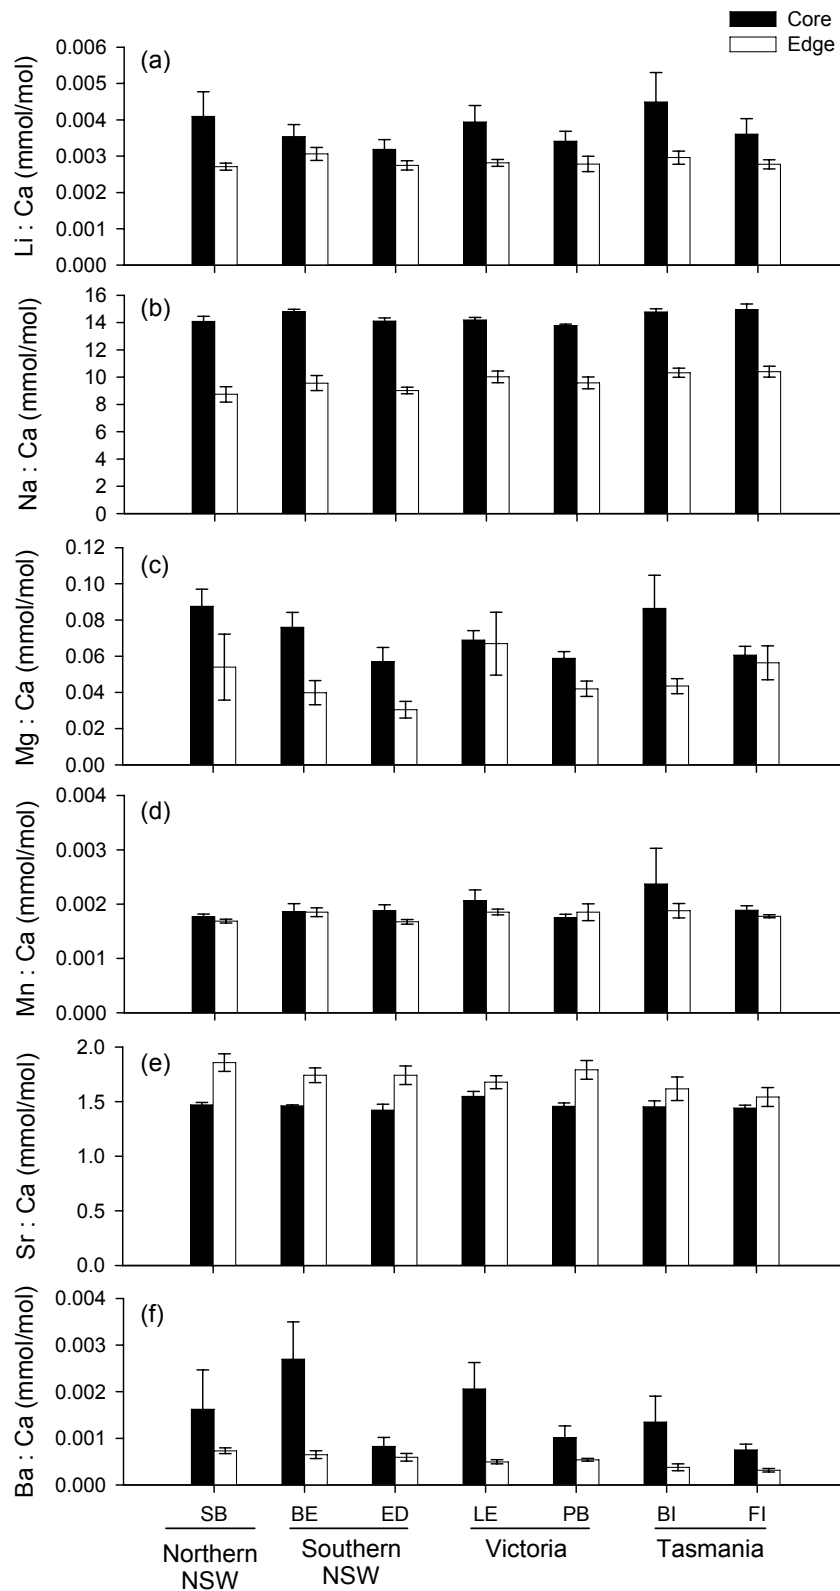 Core
Edge
(a)
Li : Ca (mmol/mol)
0.006
0.005
0.004
0.003
0.002
0.001
0.000
(b)
Na : Ca (mmol/mol)
16
14
12
10
8
6
4
2
0
(c)
Mg : Ca (mmol/mol)
0.12
0.10
0.08
0.06
0.04
0.02
0.00
(d)
Mn : Ca (mmol/mol)
0.004
0.003
0.002
0.001
0.000
(e)
Sr : Ca (mmol/mol)
2.0
1.5
1.0
0.5
0.0
(f)
Ba : Ca (mmol/mol)
0.004
0.003
0.002
0.001
0.000
SB BE ED LE PB BI FI
Northern Southern Victoria Tasmania
NSW NSW